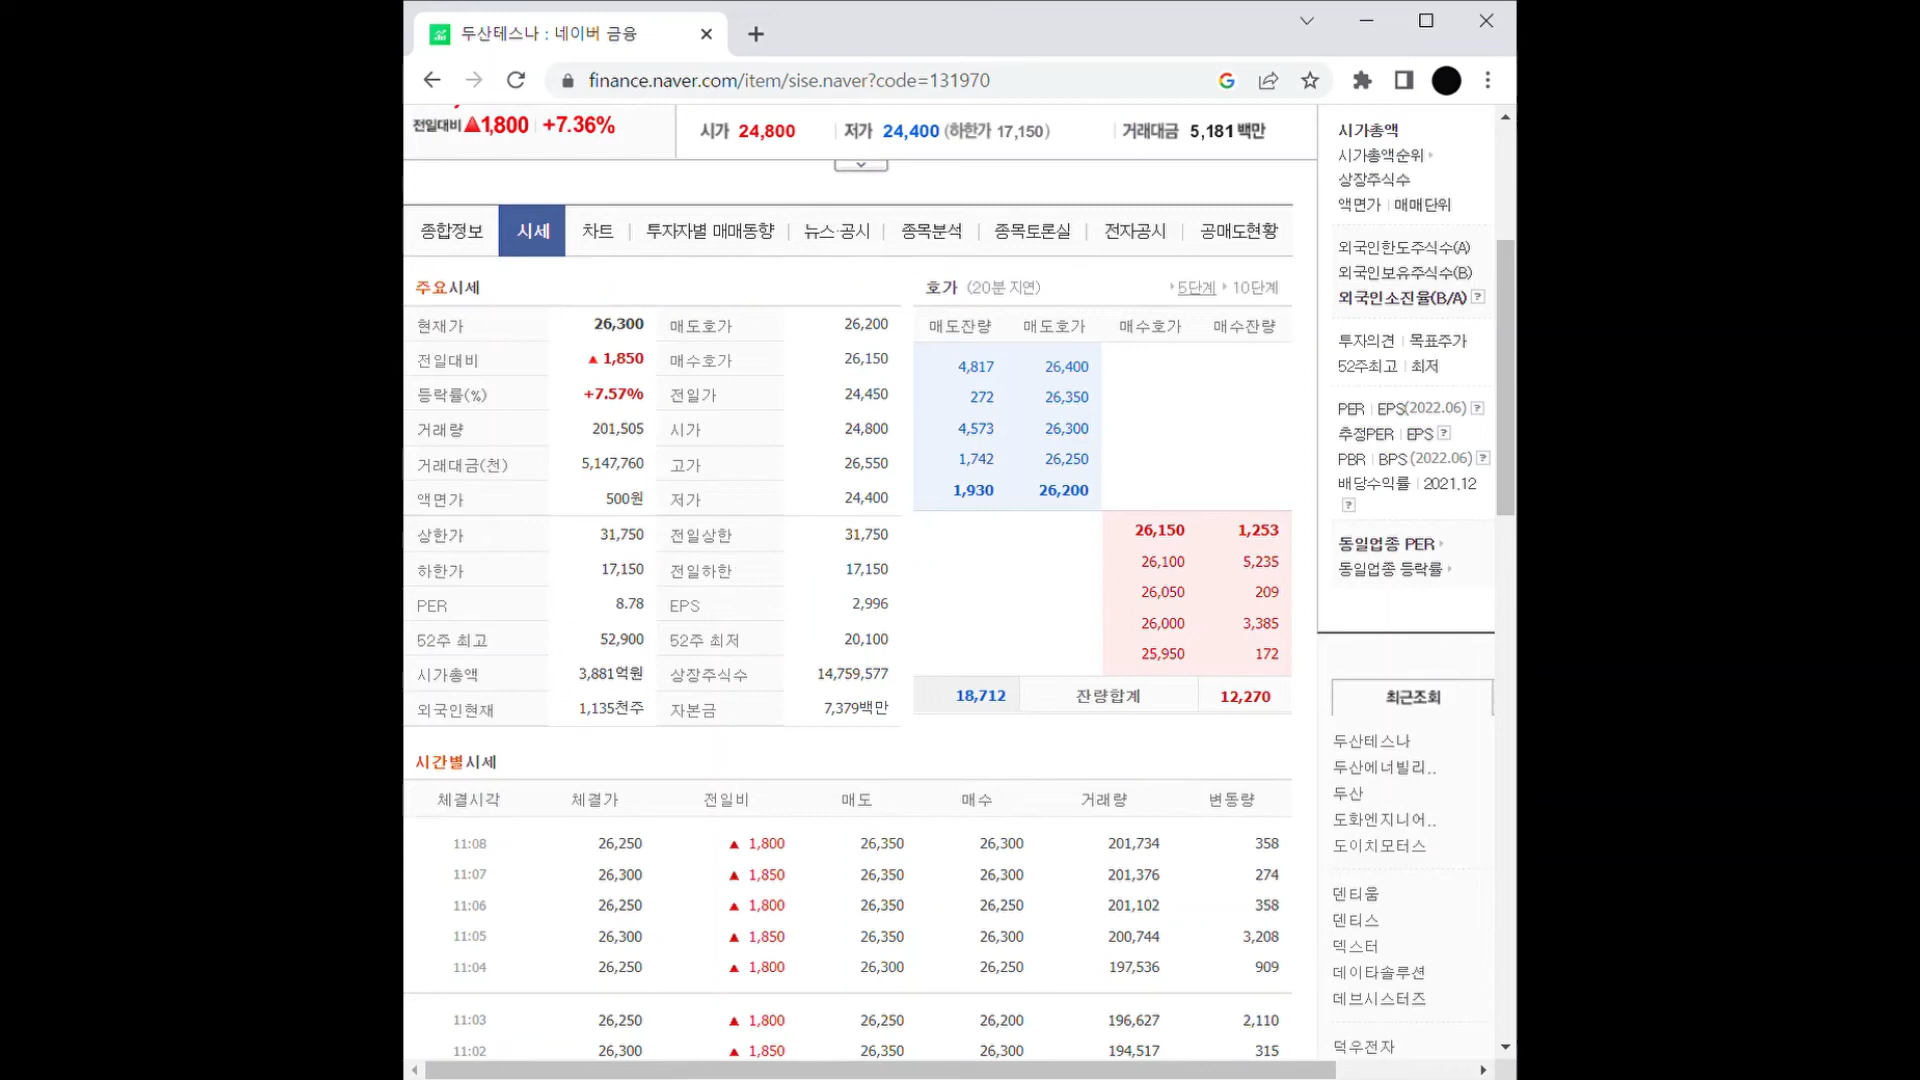 두산테스나 : 네이버 금융
finance.naver.com/item/sise.naver?code=131970
전일대비 ▲1,800 +7.36%
시가 24,800 저가 24,400 (하한가 17,150) 거래대금 5,181 백만
종합정보 시세 차트 투자자별 매매동향 뉴스·공시 종목분석 종목토론실 전자공시 공매도현황
주요시세
현재가 26,300 매도호가 26,200
전일대비 ▲ 1,850 매수호가 26,150
등락률(%) +7.57% 전일가 24,450
거래량 201,505 시가 24,800
거래대금(천) 5,147,760 고가 26,550
액면가 500원 저가 24,400
상한가 31,750 전일상한 31,750
하한가 17,150 전일하한 17,150
PER 8.78 EPS 2,996
52주 최고 52,900 52주 최저 20,100
시가총액 3,881억원 상장주식수 14,759,577
외국인현재 1,135천주 자본금 7,379백만
호가 (20분 지연) 5단계 10단계
매도잔량 매도호가 매수호가 매수잔량
4,817 26,400
272 26,350
4,573 26,300
1,742 26,250
1,930 26,200
26,150 1,253
26,100 5,235
26,050 209
26,000 3,385
25,950 172
18,712 잔량합계 12,270
시간별시세
체결시각 체결가 전일비 매도 매수 거래량 변동량
11:08 26,250 ▲ 1,800 26,350 26,300 201,734 358
11:07 26,300 ▲ 1,850 26,350 26,300 201,376 274
11:06 26,250 ▲ 1,800 26,350 26,250 201,102 358
11:05 26,300 ▲ 1,850 26,350 26,300 200,744 3,208
11:04 26,250 ▲ 1,800 26,300 26,250 197,536 909
11:03 26,250 ▲ 1,800 26,250 26,200 196,627 2,110
11:02 26,300 ▲ 1,850 26,350 26,300 194,517 315
시가총액
시가총액순위
상장주식수
액면가 | 매매단위
외국인한도주식수(A)
외국인보유주식수(B)
외국인소진율(B/A) ?
투자의견 | 목표주가
52주최고 | 최저
PER | EPS(2022.06) ?
추정PER | EPS ?
PBR | BPS (2022.06) ?
배당수익률 | 2021.12
?
동일업종 PER
동일업종 등락률
최근조회
두산테스나
두산에너빌리..
두산
도화엔지니어..
도이치모터스
덴티움
덴티스
덱스터
데이타솔루션
데브시스터즈
덕우전자